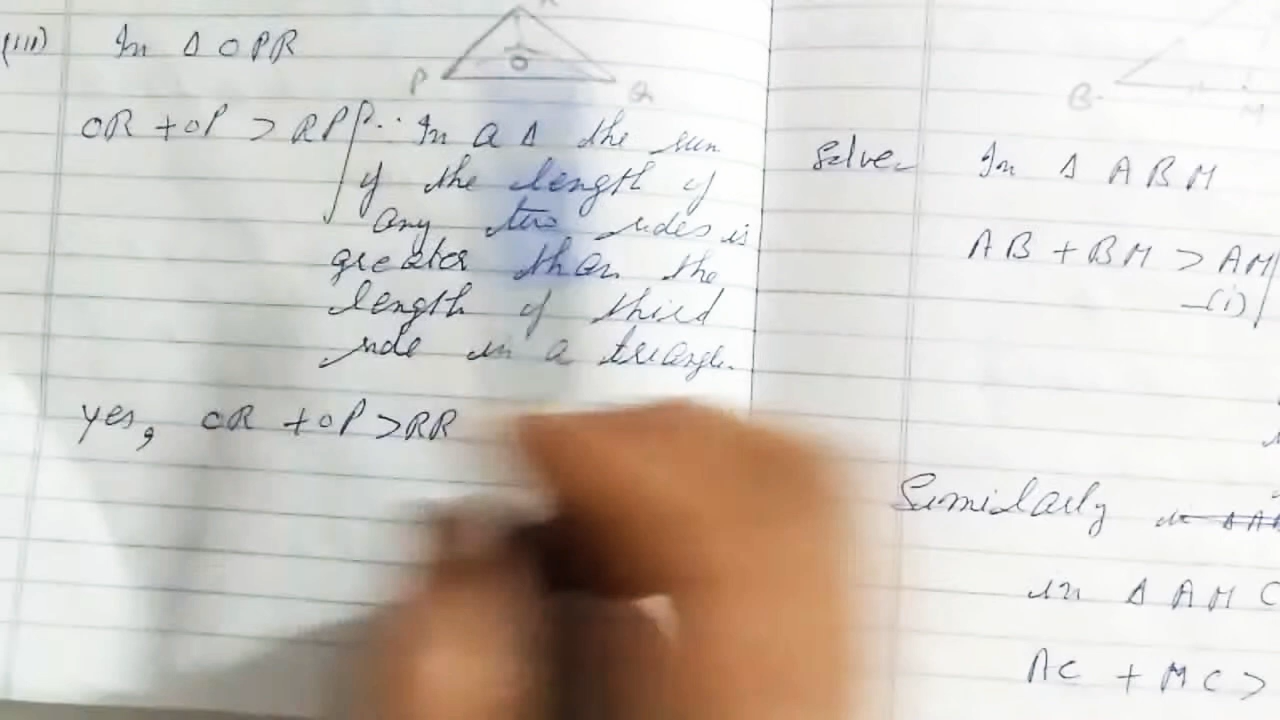 (iii) In Δ OPR
R
O
P
Q
OR + OP > RP ∵ In a Δ the sum
of the length of
any two sides is
greater than the
length of third
side in a triangle.
yes, OR + OP > RR
B
M
Solve In Δ ABM
AB + BM > AM
-(i)
Similarly
in Δ AMC
AC + MC >